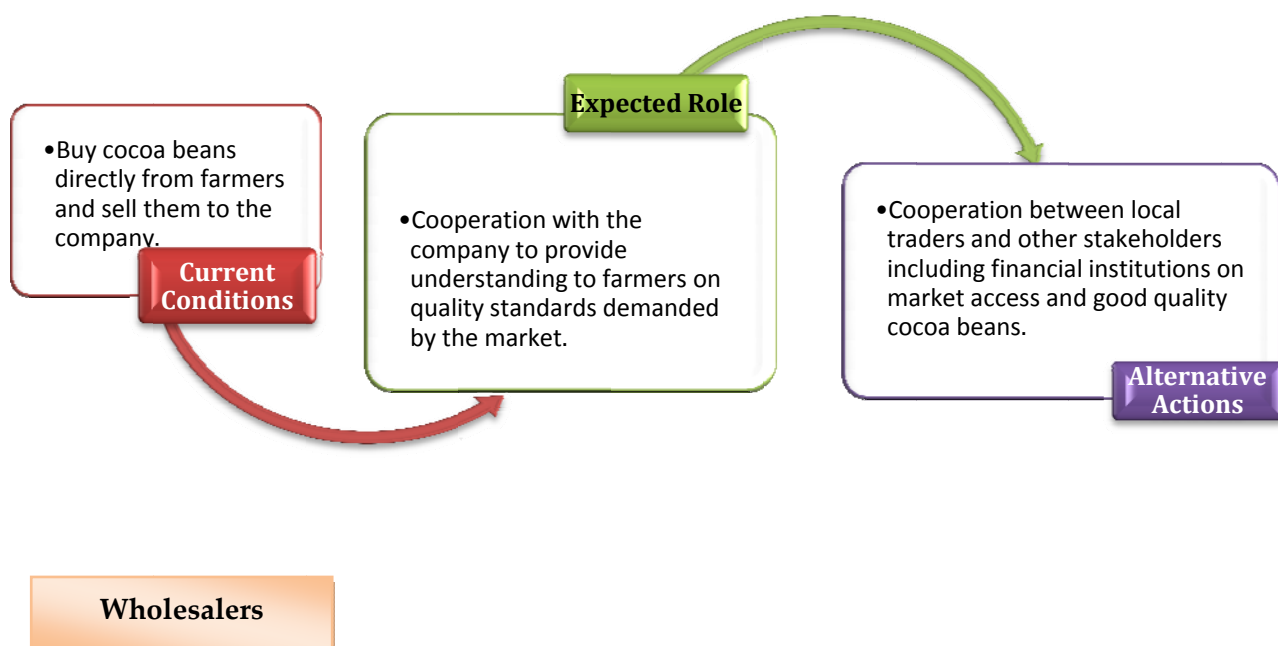 •Buy cocoa beans
directly from farmers
and sell them to the
company.
Current
Conditions
Expected Role
•Cooperation with the
company to provide
understanding to farmers on
quality standards demanded
by the market.
•Cooperation between local
traders and other stakeholders
including financial institutions on
market access and good quality
cocoa beans.
Alternative
Actions
Wholesalers